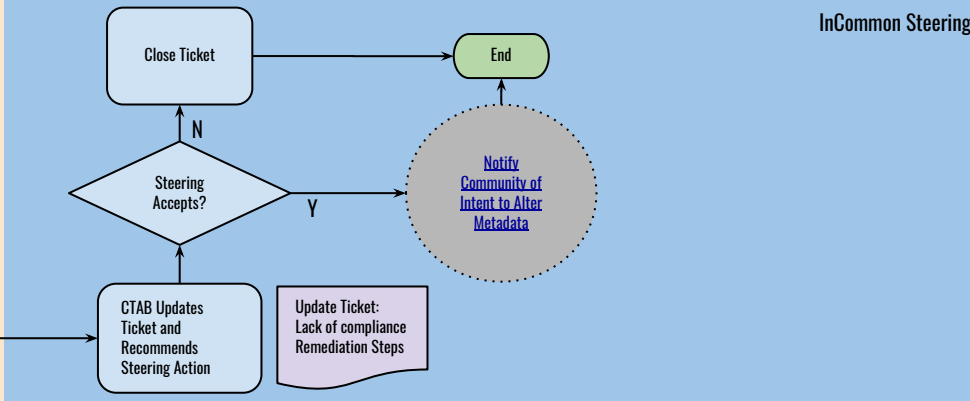 InCommon Steering
Close Ticket
End
N
Notify
Community of
Intent to Alter
Metadata
Steering
Accepts?
Y
CTAB Updates
Ticket and
Recommends
Steering Action
Update Ticket:
Lack of compliance
Remediation Steps